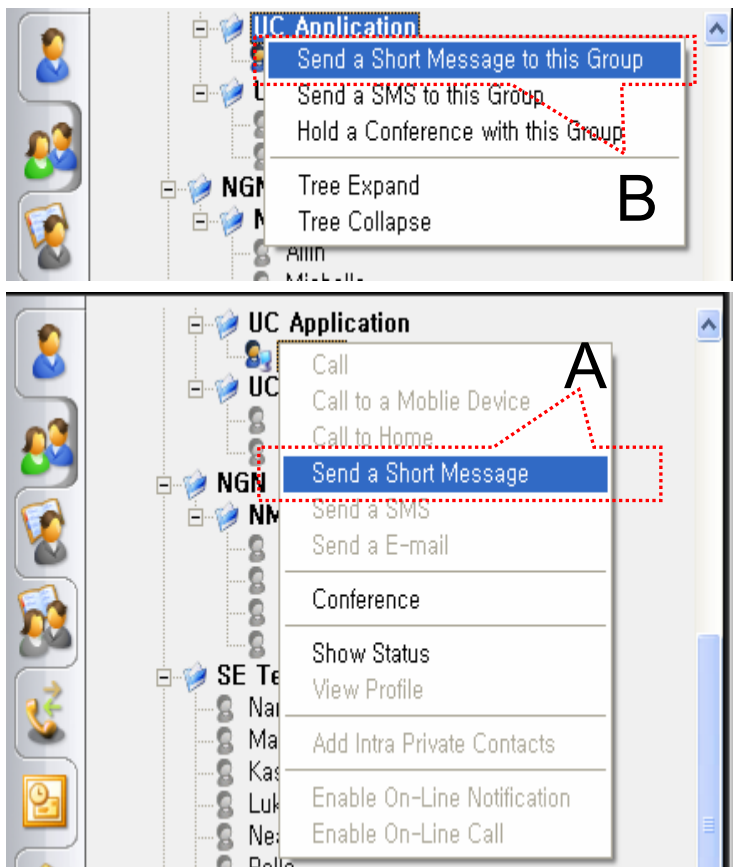 UC Application
Send a Short Message to this Group
Send a SMS to this Group
Hold a Conference with this Group
B
Tree Expand
Tree Collapse
UC Application
Call
A
Call to a Moblie Device
UC
Call to Home
Send a Short Message
NGN
Send a SMS
Send a E-mail
Conference
Show Status
SE
View Profile
Add Intra Private Contacts
Enable On-Line Notification
Enable On-Line Call